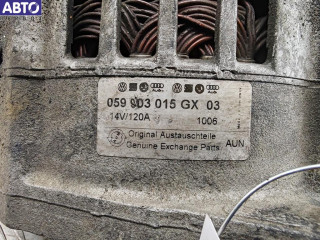 АВТО
059 903 015 GX 03
14V/120A 1006
Original Austauschteile
Genuine Exchange Parts AUN